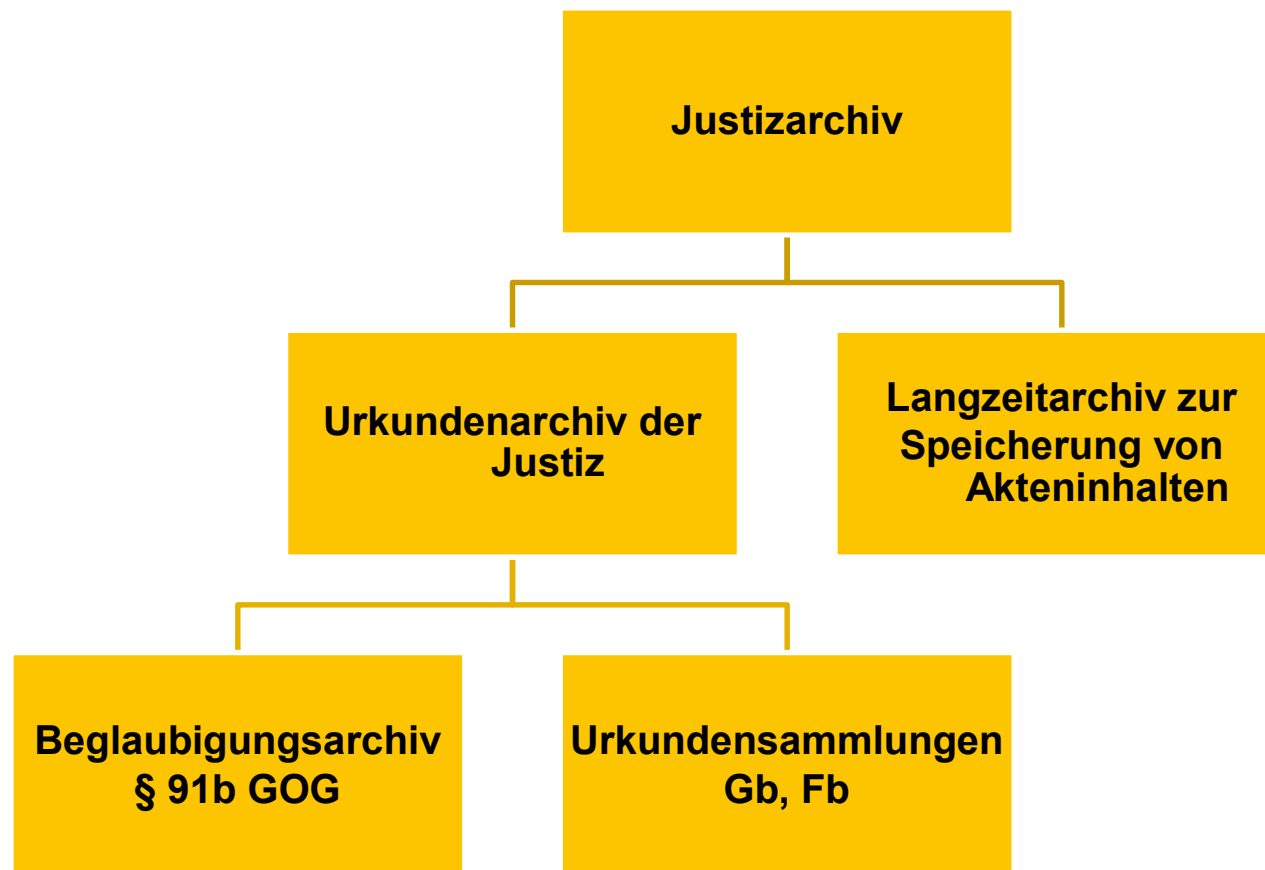 Justizarchiv
Urkundenarchiv der
Justiz
Langzeitarchiv zur
Speicherung von
Akteninhalten
Beglaubigungsarchiv
§ 91b GOG
Urkundensammlungen
Gb, Fb